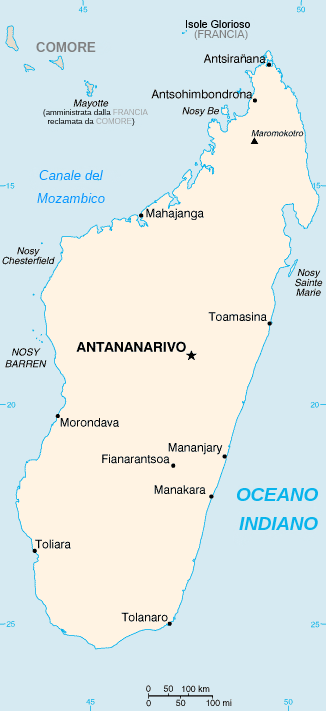 45
50
Isole Glorioso
(FRANCIA)
COMORE
Antsirañana
Antsohimbondrona
Mayotte
(amministrata dalla FRANCIA
reclamata da COMORE)
Nosy Be
Maromokotro
Canale del
Mozambico
15
15
Mahajanga
Nosy
Chesterfield
Nosy
Sainte
Marie
Toamasina
ANTANANARIVO
NOSY
BARREN
20
20
Morondava
Mananjary
Fianarantsoa
Manakara
OCEANO
INDIANO
Toliara
Tolanaro
25
25
0 50 100 km
0 50 100 mi
45
50